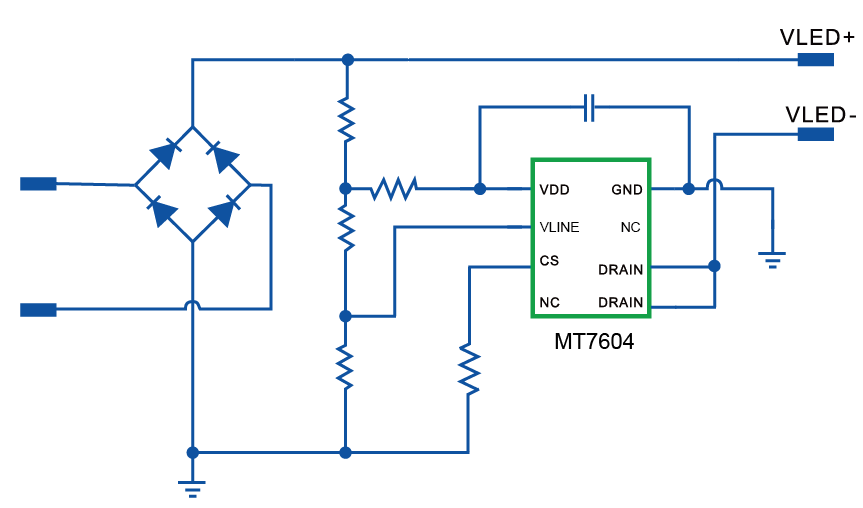 VLED+
VLED-
VDD GND
VLINE NC
CS
DRAIN
NC DRAIN
MT7604